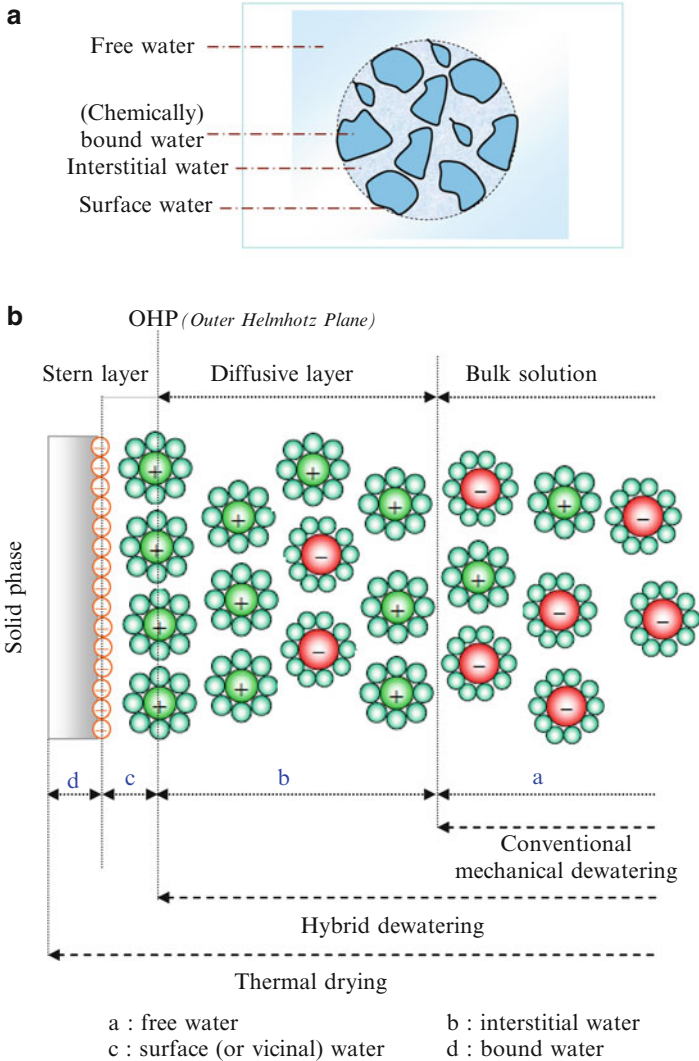 a
Free water
(Chemically)
bound water
Interstitial water
Surface water
b
OHP (Outer Helmhotz Plane)
Stern layer
Diffusive layer
Bulk solution
Solid phase
d
c
b
a
Conventional
mechanical dewatering
Hybrid dewatering
Thermal drying
a : free water
b : interstitial water
c : surface (or vicinal) water
d : bound water